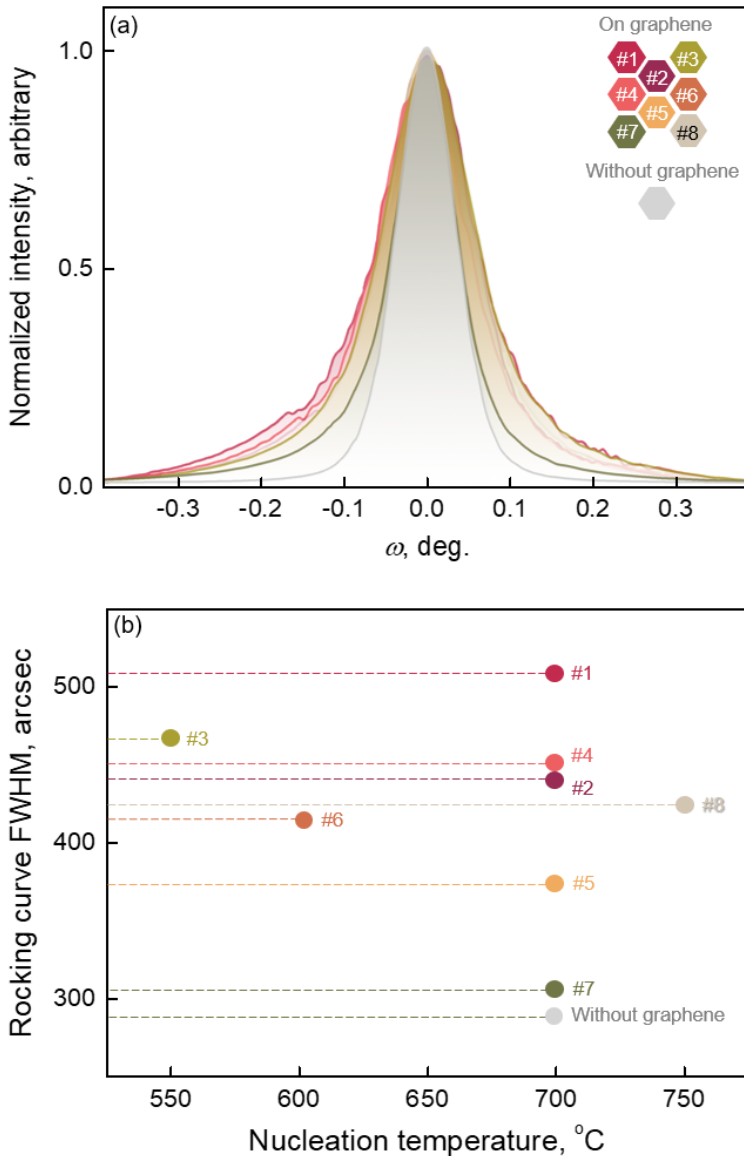 (a)
On graphene
#1 #3
#2
#4 #6
#5
#7 #8
Without graphene
Normalized intensity, arbitrary
1.0
0.5
0.0
-0.3 -0.2 -0.1 0.0 0.1 0.2 0.3
ω, deg.
(b)
Rocking curve FWHM, arcsec
500
400
300
#1
#3
#4
#2
#8
#6
#5
#7
Without graphene
550 600 650 700 750
Nucleation temperature, °C